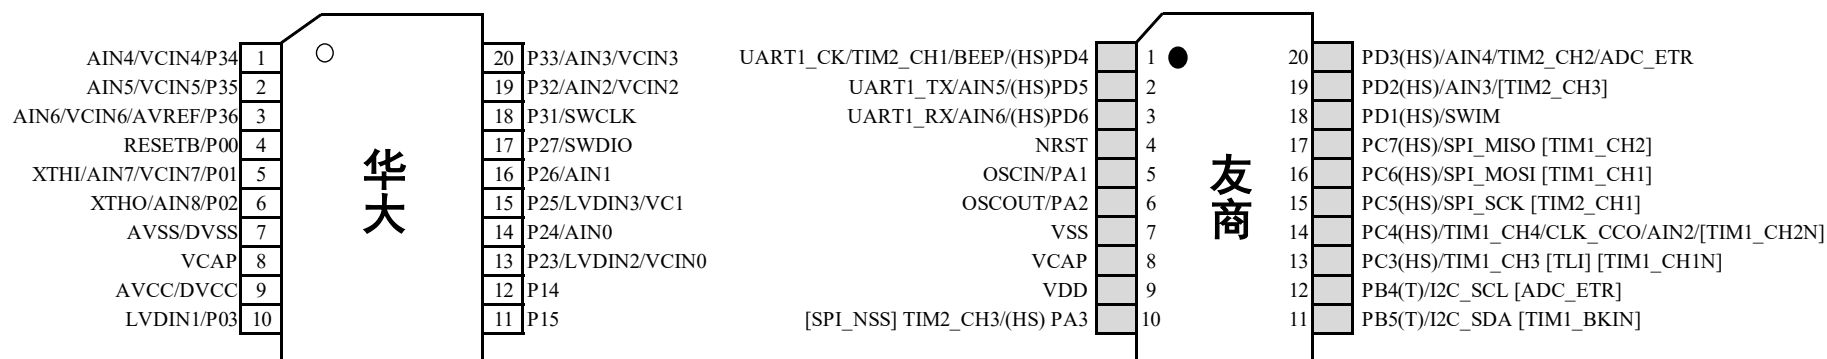 AIN4/VCIN4/P34 1 20 P33/AIN3/VCIN3
AIN5/VCIN5/P35 2 19 P32/AIN2/VCIN2
AIN6/VCIN6/AVREF/P36 3 18 P31/SWCLK
RESETB/P00 4 17 P27/SWDIO
XTHI/AIN7/VCIN7/P01 5 16 P26/AIN1
XTHO/AIN8/P02 6 15 P25/LVDIN3/VC1
AVSS/DVSS 7 14 P24/AIN0
VCAP 8 13 P23/LVDIN2/VCIN0
AVCC/DVCC 9 12 P14
LVDIN1/P03 10 11 P15
华
大
UART1_CK/TIM2_CH1/BEEP/(HS)PD4 1 20 PD3(HS)/AIN4/TIM2_CH2/ADC_ETR
UART1_TX/AIN5/(HS)PD5 2 19 PD2(HS)/AIN3/[TIM2_CH3]
UART1_RX/AIN6/(HS)PD6 3 18 PD1(HS)/SWIM
NRST 4 17 PC7(HS)/SPI_MISO [TIM1_CH2]
OSCIN/PA1 5 16 PC6(HS)/SPI_MOSI [TIM1_CH1]
OSCOUT/PA2 6 15 PC5(HS)/SPI_SCK [TIM2_CH1]
VSS 7 14 PC4(HS)/TIM1_CH4/CLK_CCO/AIN2/[TIM1_CH2N]
VCAP 8 13 PC3(HS)/TIM1_CH3 [TLI] [TIM1_CH1N]
VDD 9 12 PB4(T)/I2C_SCL [ADC_ETR]
[SPI_NSS] TIM2_CH3/(HS) PA3 10 11 PB5(T)/I2C_SDA [TIM1_BKIN]
友
商